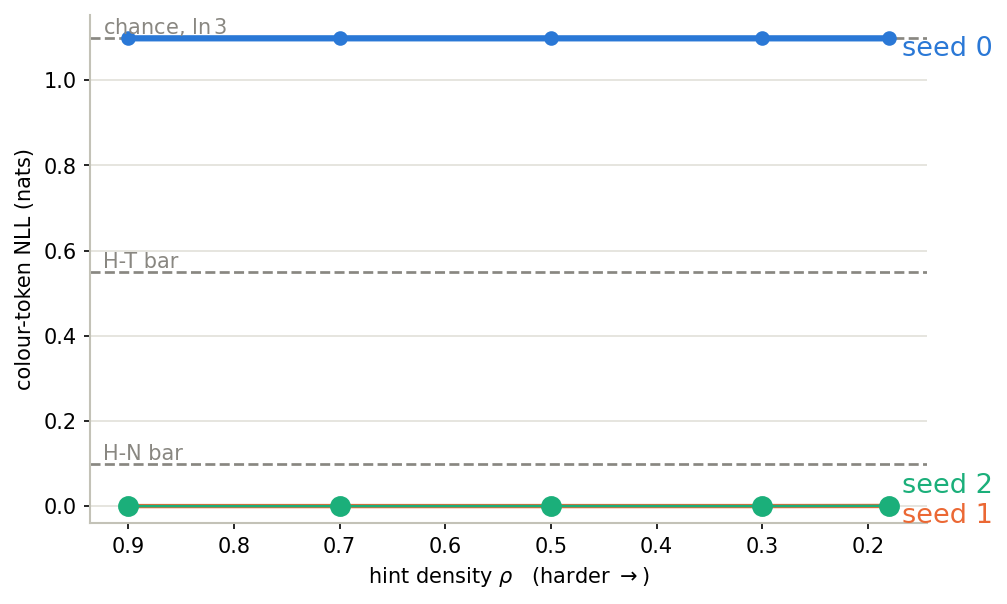 chance, ln 3
seed 0
1.0
0.8
0.6
H-T bar
0.4
0.2
H-N bar
seed 2
0.0
seed 1
0.9 0.8 0.7 0.6 0.5 0.4 0.3 0.2
hint density ρ (harder →)
colour-token NLL (nats)